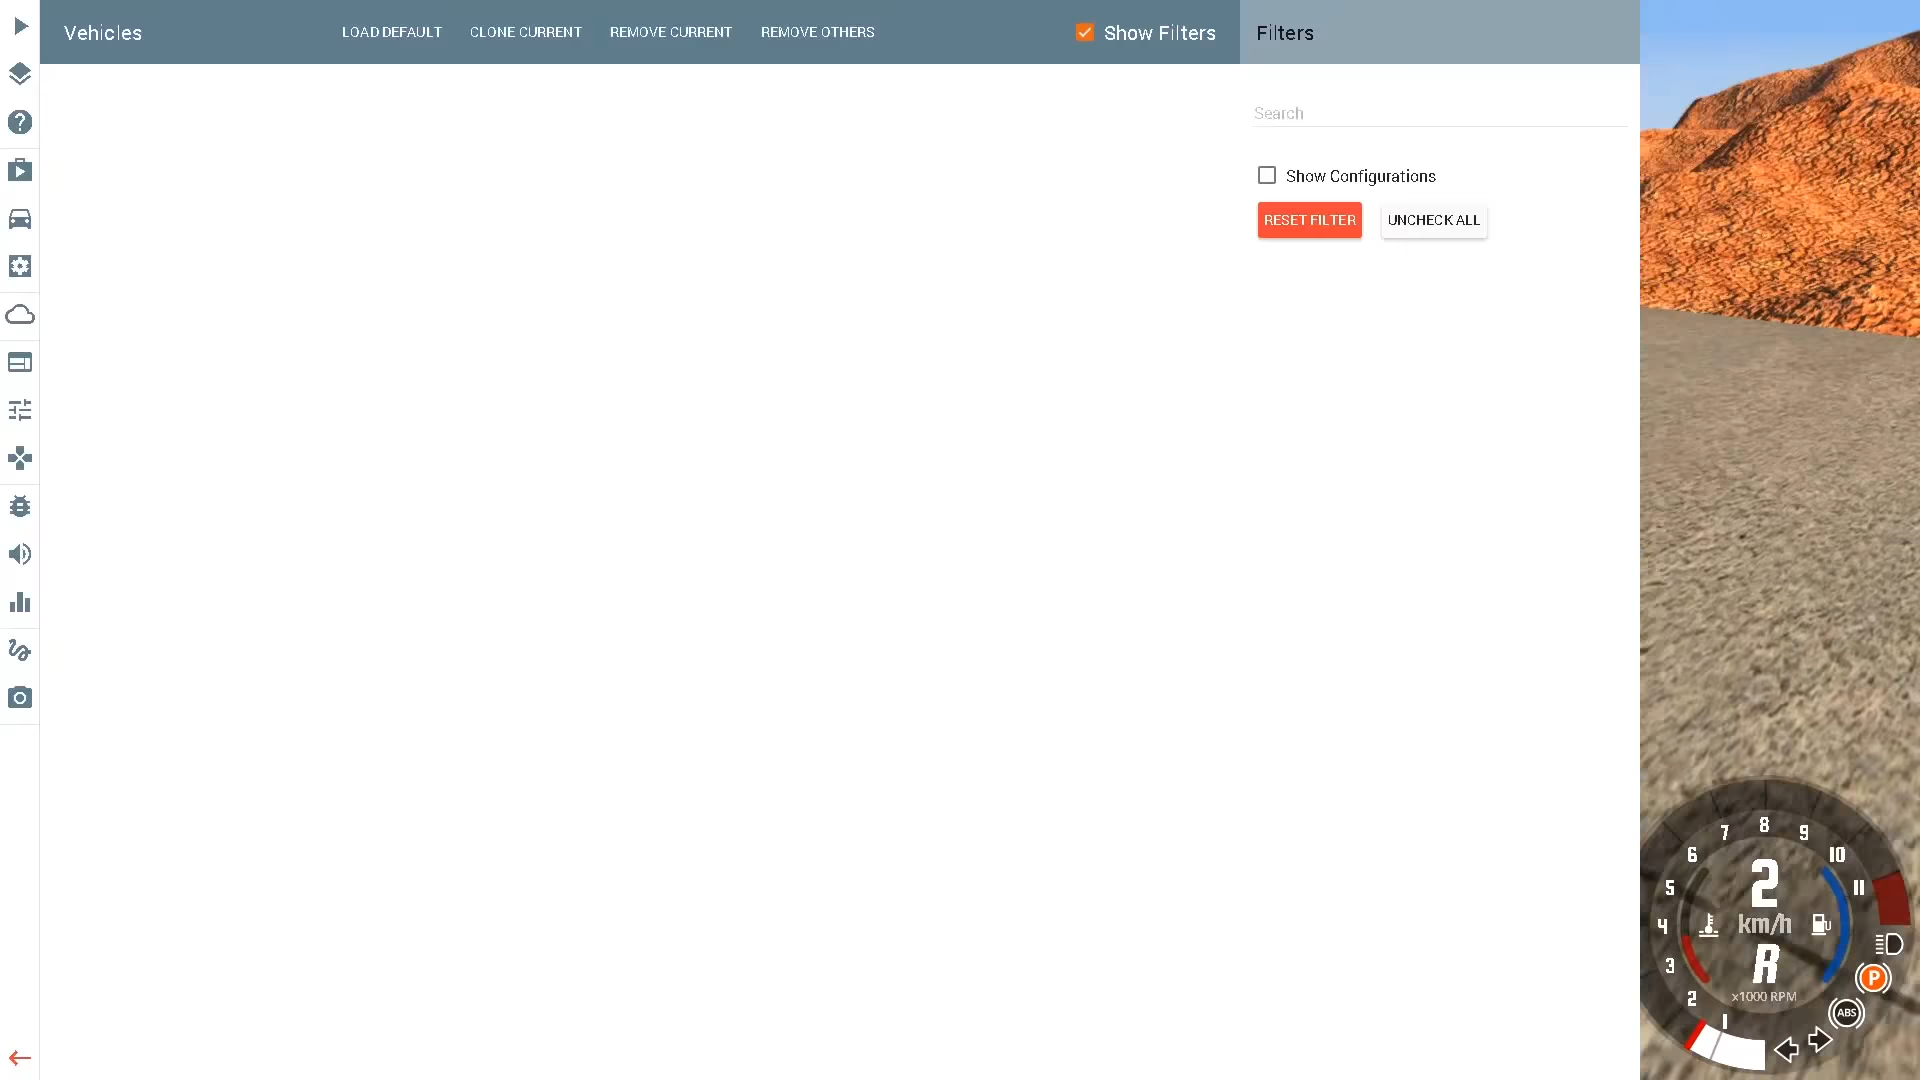 Vehicles
LOAD DEFAULT
CLONE CURRENT
REMOVE CURRENT
REMOVE OTHERS
Show Filters
Filters
Search
Show Configurations
RESET FILTER
UNCHECK ALL
1
2
3
4
5
6
7
8
9
10
11
2
km/h
R
x1000 RPM
P
ABS